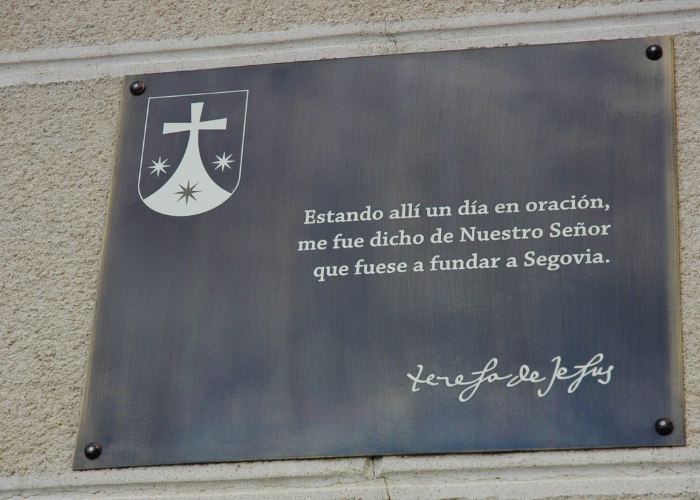 Estando allí un día en oración,
me fue dicho de Nuestro Señor
que fuese a fundar a Segovia.
teresa de Jesus